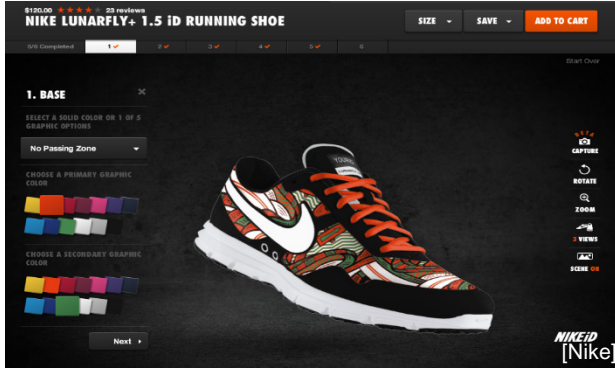 $120.00 ★★★★★ 23 reviews
NIKE LUNARFLY+ 1.5 iD RUNNING SHOE
SIZE
SAVE
ADD TO CART
5/6 Completed
1
2
3
4
5
6
Start Over
1. BASE
SELECT A SOLID COLOR OR 1 OF 5
GRAPHIC OPTIONS
No Passing Zone
CHOOSE A PRIMARY GRAPHIC
COLOR
CHOOSE A SECONDARY GRAPHIC
COLOR
Next
BETA
CAPTURE
ROTATE
ZOOM
3 VIEWS
SCENE ON
NIKEiD
[Nike]